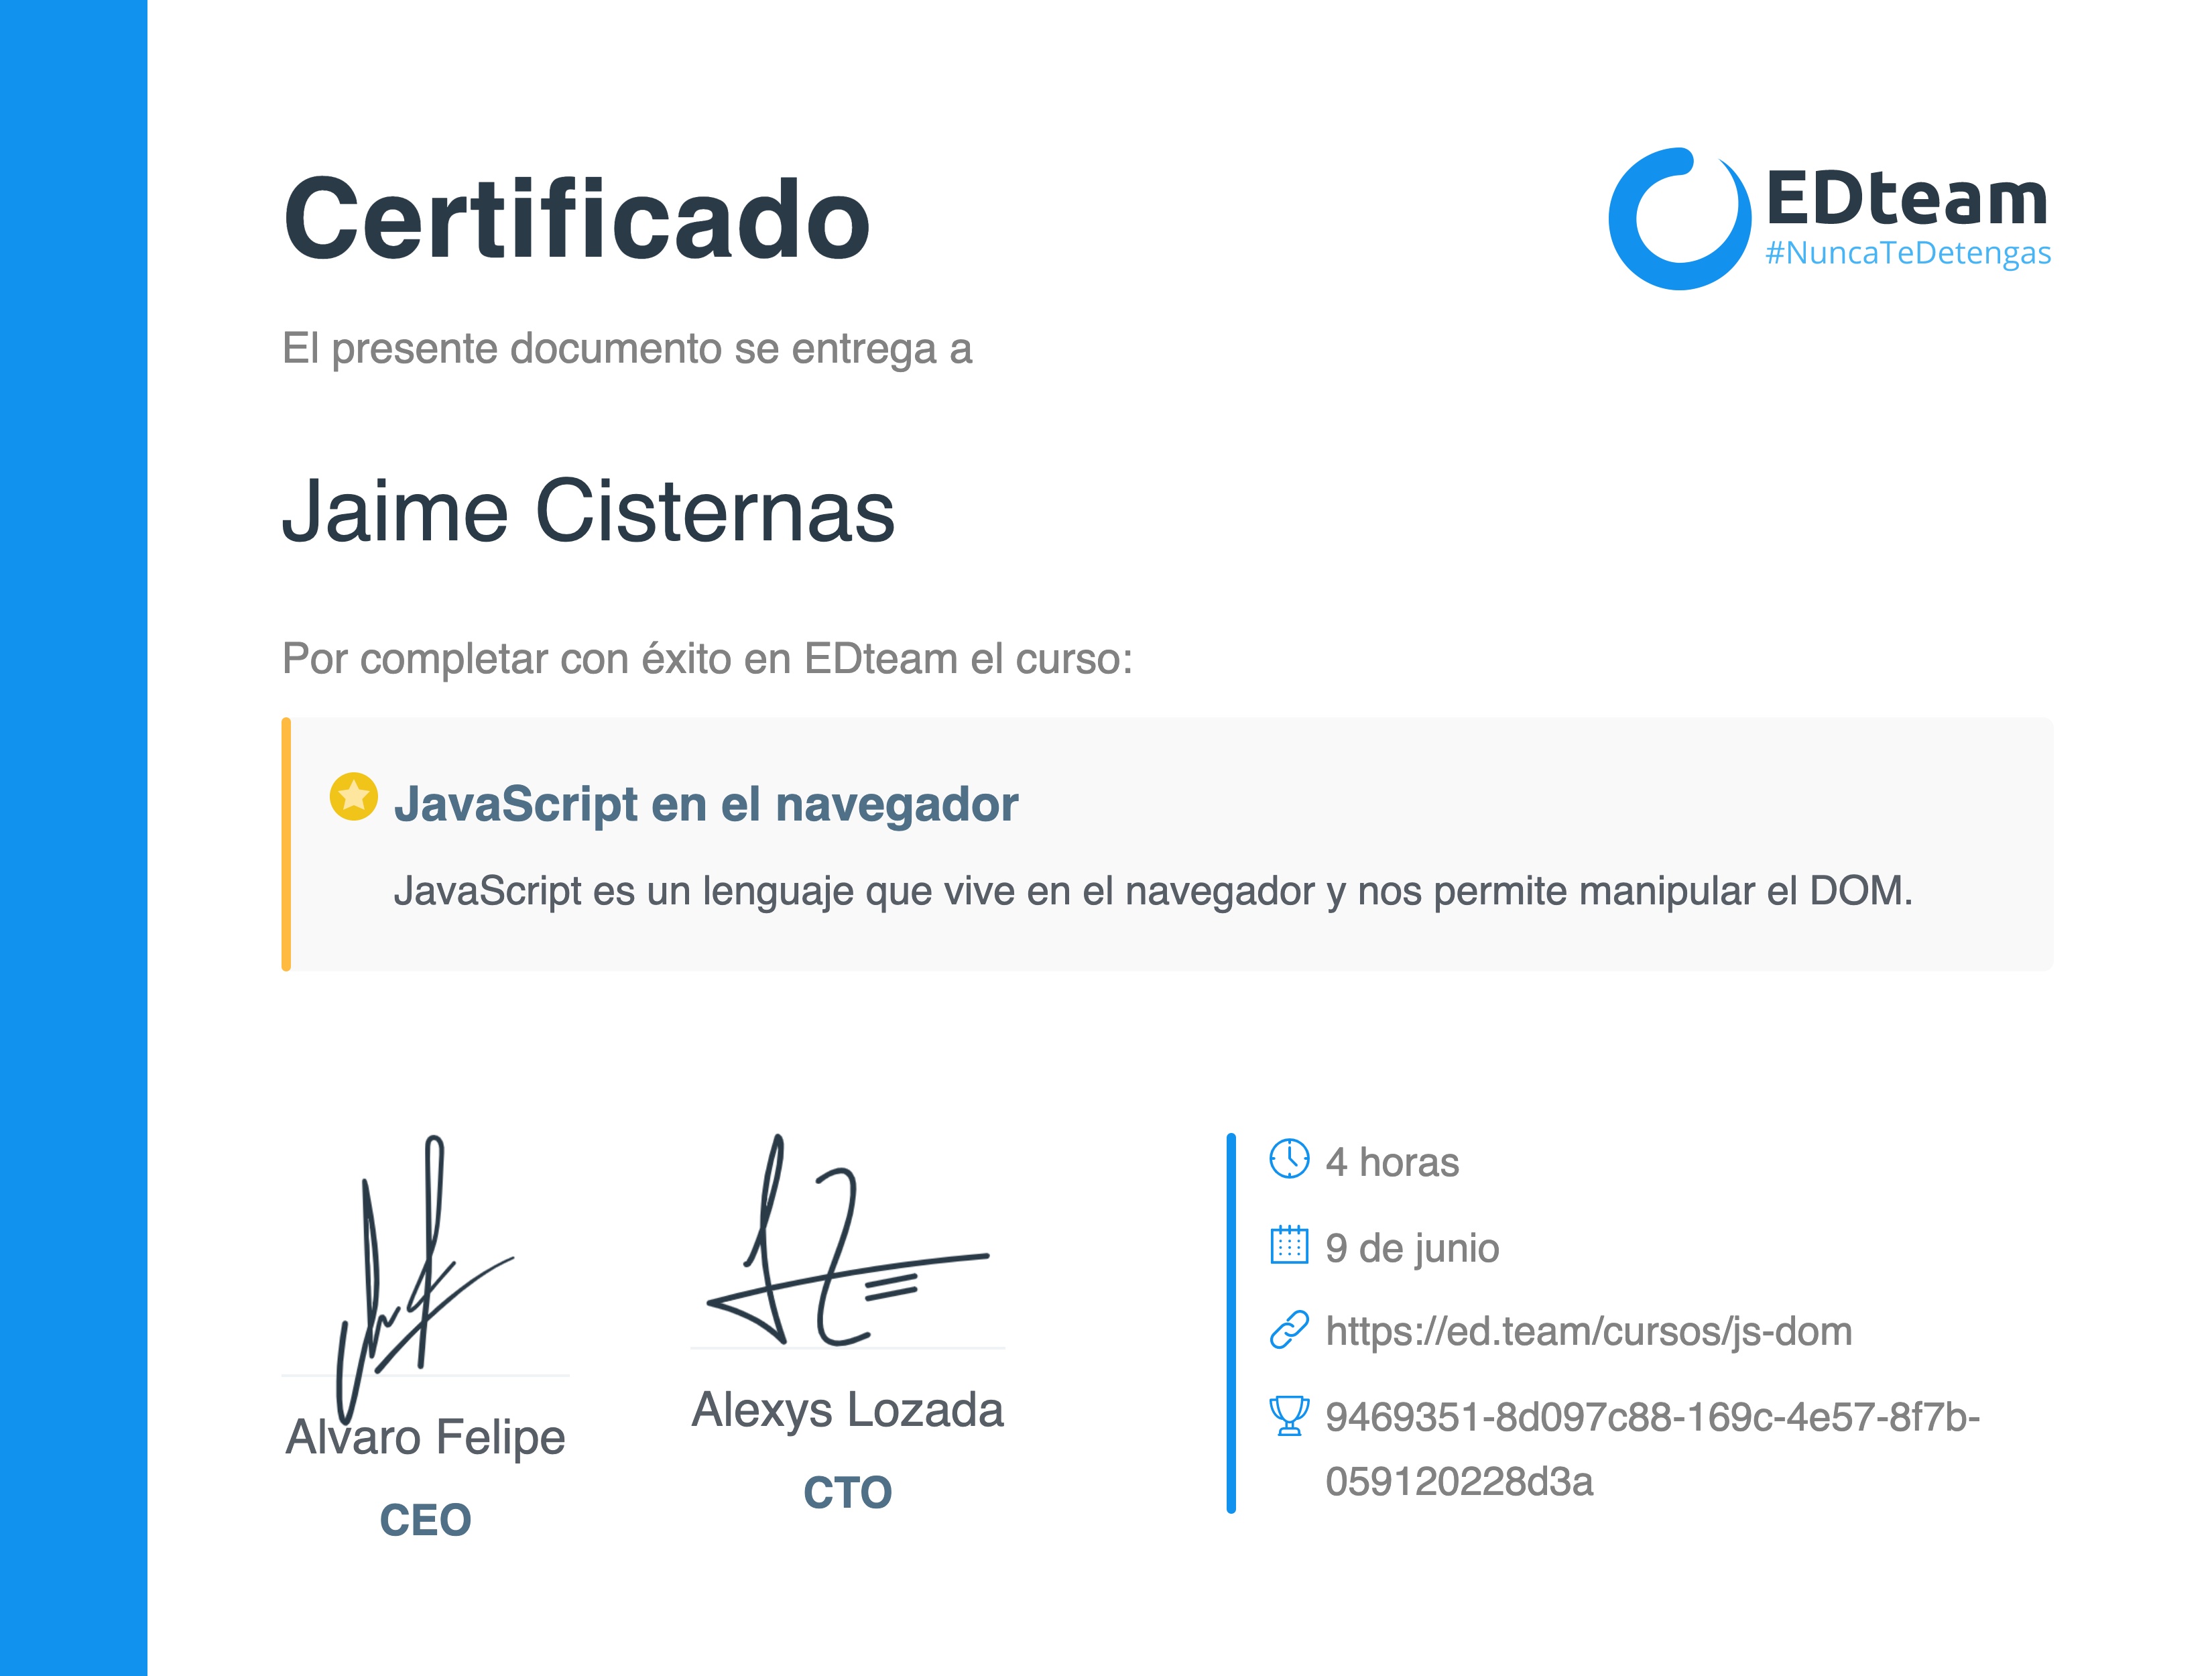 Certificado
EDteam
#NuncaTeDetengas
El presente documento se entrega a
Jaime Cisternas
Por completar con éxito en EDteam el curso:
JavaScript en el navegador
JavaScript es un lenguaje que vive en el navegador y nos permite manipular el DOM.
Alvaro Felipe
CEO
Alexys Lozada
CTO
4 horas
9 de junio
https://ed.team/cursos/js-dom
9469351-8d097c88-169c-4e57-8f7b-
059120228d3a